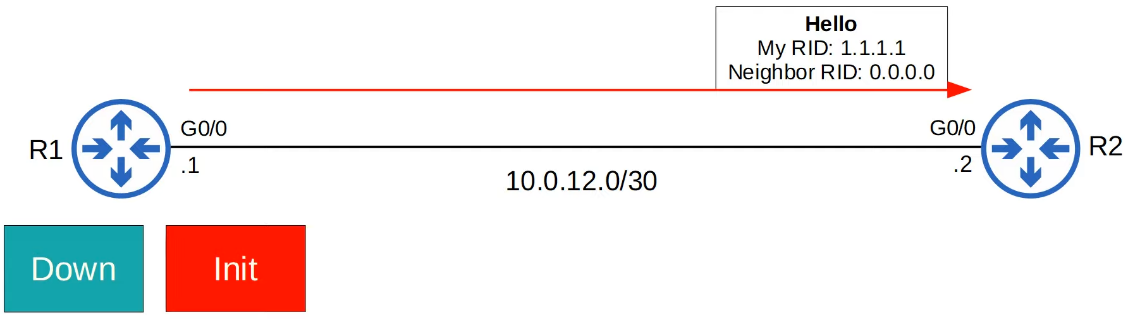 Hello
My RID: 1.1.1.1
Neighbor RID: 0.0.0.0
R1
G0/0
.1
10.0.12.0/30
G0/0
.2
R2
Down
Init